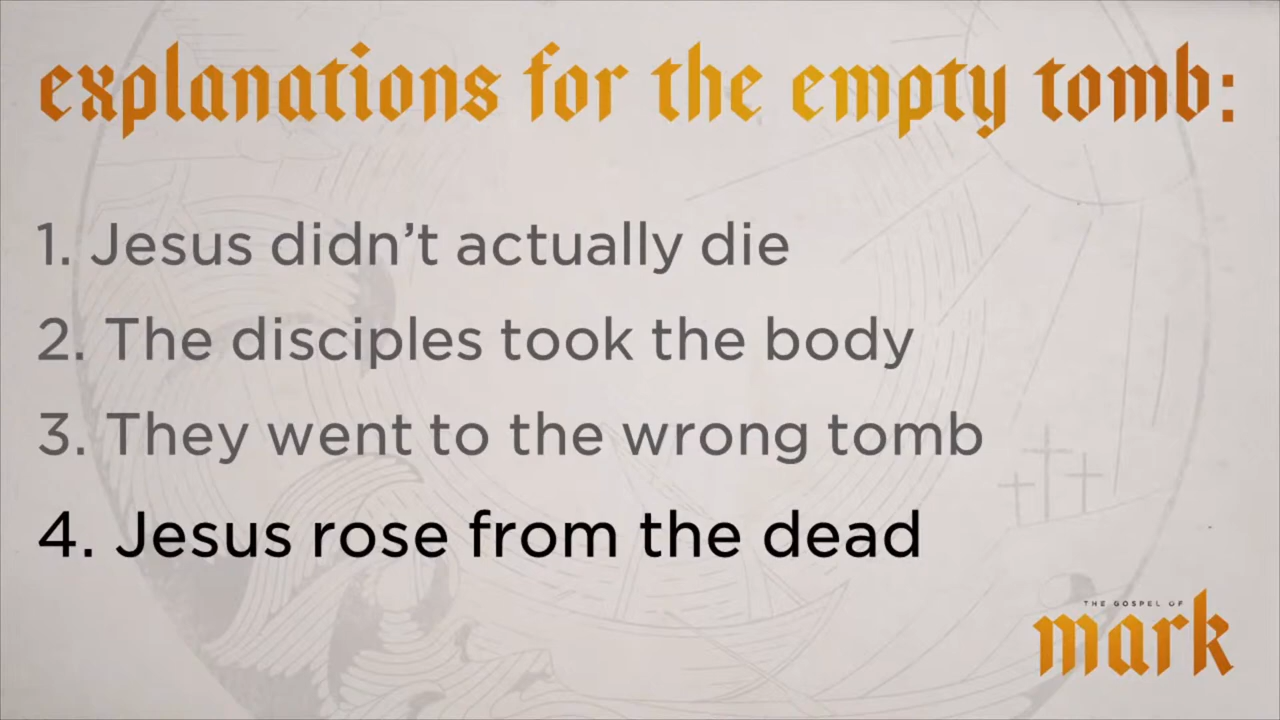 explanations for the empty tomb:
1. Jesus didn’t actually die
2. The disciples took the body
3. They went to the wrong tomb
4. Jesus rose from the dead
THE GOSPEL OF
mark